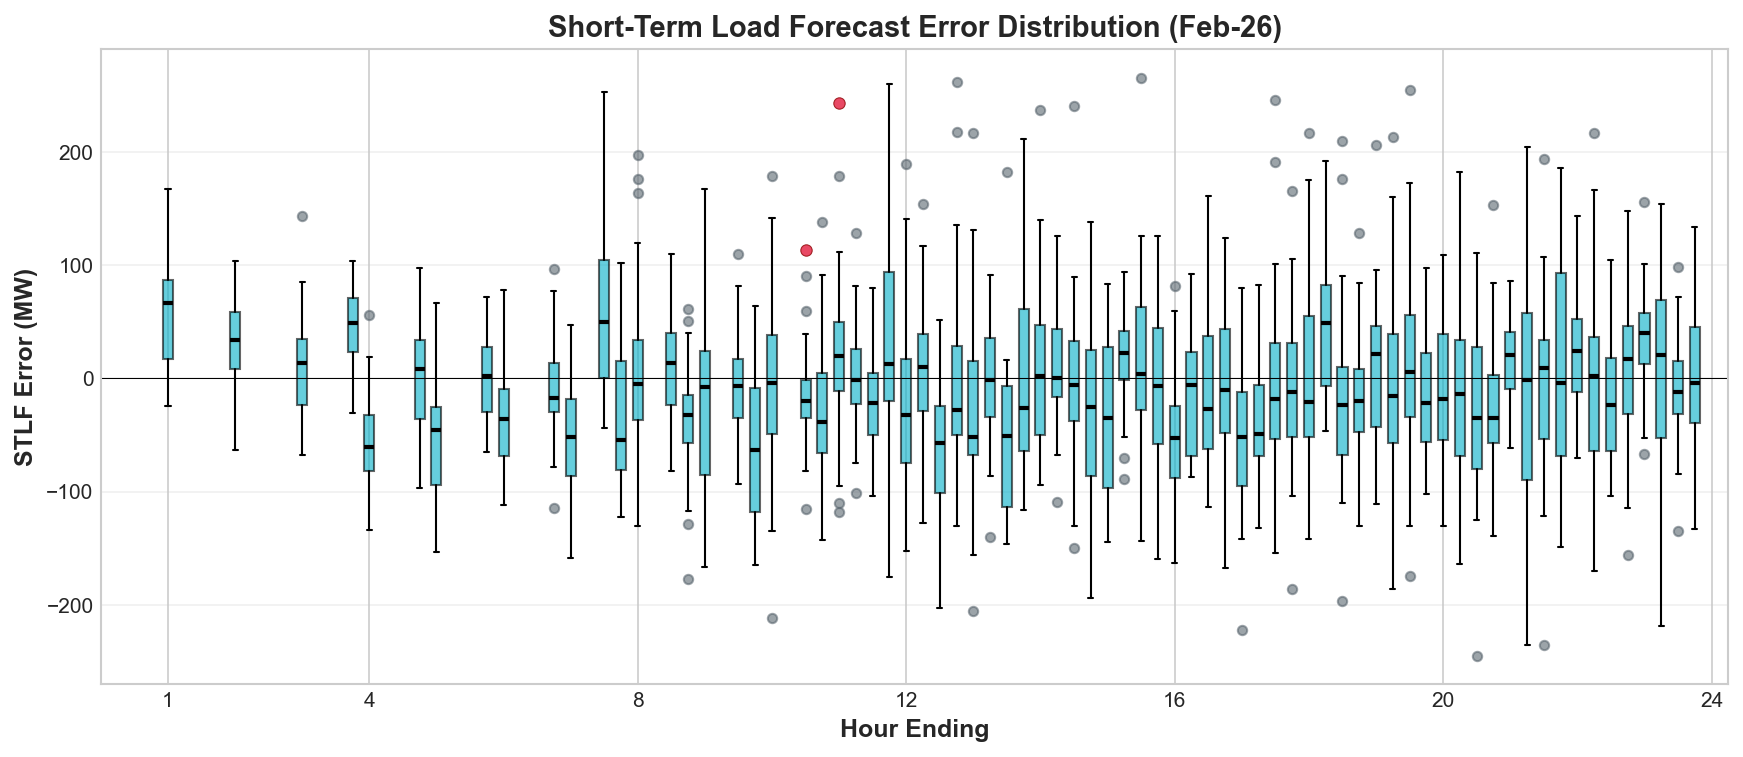 Short-Term Load Forecast Error Distribution (Feb-26)
STLF Error (MW)
200
100
0
−100
−200
1 4 8 12 16 20 24
Hour Ending